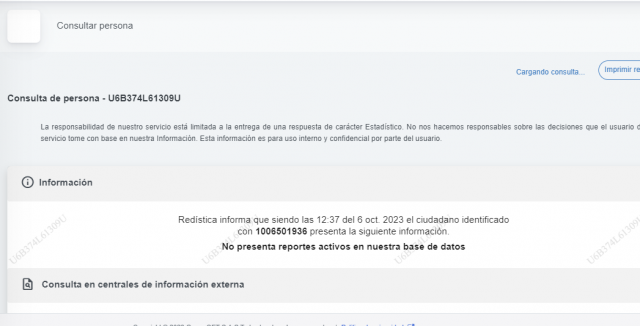 Consultar persona
Cargando consulta...
Imprimir re
Consulta de persona - U6B374L61309U
La responsabilidad de nuestro servicio está limitada a la entrega de una respuesta de carácter Estadístico. No nos hacemos responsables sobre las decisiones que el usuario d
servicio tome con base en nuestra Información. Esta información es para uso interno y confidencial por parte del usuario.
Información
Redística informa que siendo las 12:37 del 6 oct. 2023 el ciudadano identificado
con 1006501936 presenta la siguiente información.
No presenta reportes activos en nuestra base de datos
U6B374L61309U
U6B374L61309U
U6B374L61309U
U6B374L61309U
Consulta en centrales de información externa